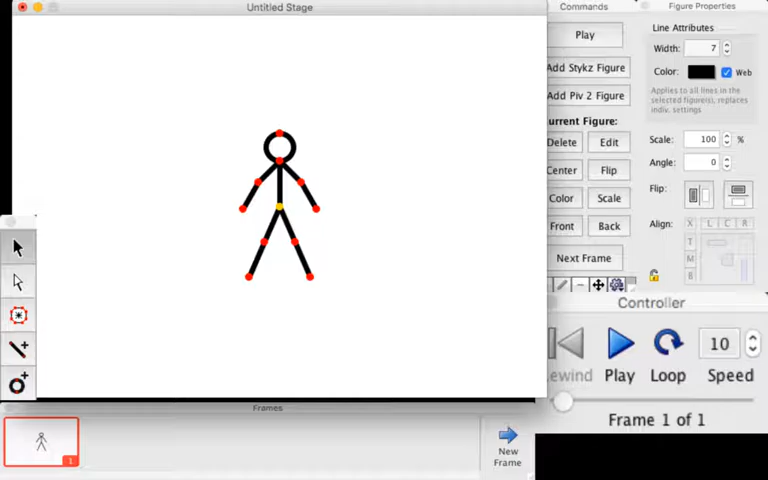 Untitled Stage
Commands
Play
Add Stykz Figure
Add Piv 2 Figure
urrent Figure:
Delete
Edit
Center
Flip
Color
Scale
Front
Back
Next Frame
Figure Properties
Line Attributes
Width: 7
Color: Web
Applies to all lines in the
selected figure(s), replaces
indiv. settings
Scale: 100 %
Angle: 0
Flip:
Align: X L C R
T
M
B
Controller
ewind
Play
Loop
10
Speed
Frame 1 of 1
Frames
1
New
Frame